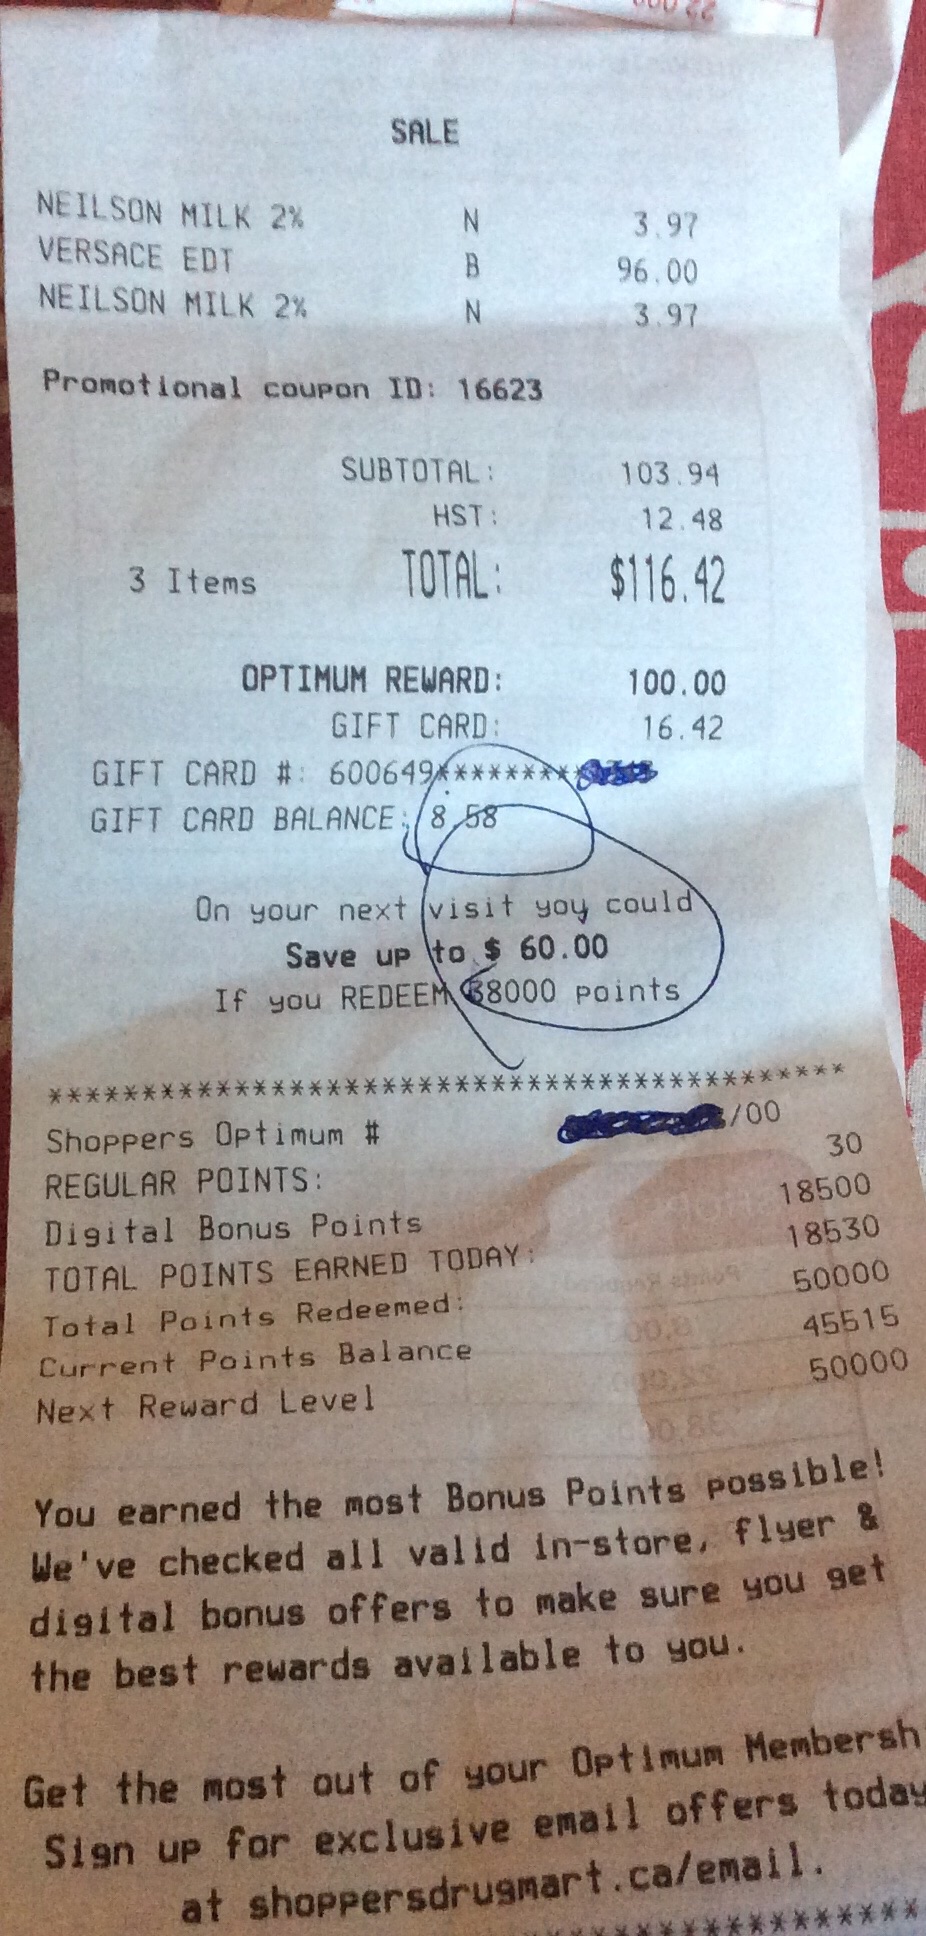 SALE
NEILSON MILK 2% N 3.97
VERSACE EDT B 96.00
NEILSON MILK 2% N 3.97
Promotional coupon ID: 16623
SUBTOTAL: 103.94
HST: 12.48
3 Items TOTAL: $116.42
OPTIMUM REWARD: 100.00
GIFT CARD: 16.42
GIFT CARD #: 600649********
GIFT CARD BALANCE: 8.58
On your next visit you could
Save up to $ 60.00
If you REDEEM 38000 points
*******************************************
Shoppers Optimum # /00
REGULAR POINTS: 30
Digital Bonus Points 18500
TOTAL POINTS EARNED TODAY: 18530
Total Points Redeemed: 50000
Current Points Balance 45515
Next Reward Level 50000
You earned the most Bonus Points possible!
We've checked all valid in-store, flyer &
digital bonus offers to make sure you get
the best rewards available to you.
Get the most out of your Optimum Membersh
Sign up for exclusive email offers today
at shoppersdrugmart.ca/email.